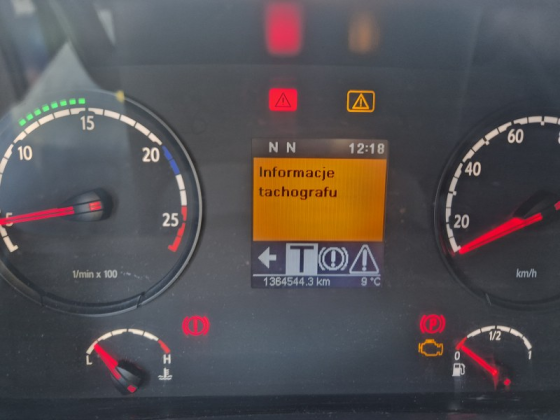 N N 12:18
Informacje
tachografu
T
1364544.3 km 9 °C
5
10
15
20
25
1/min x 100
20
40
60
km/h
L H
P
0 1/2 1